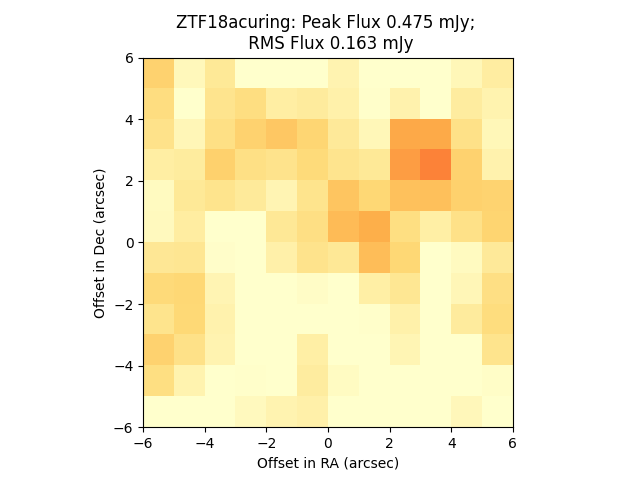 ZTF18acuring: Peak Flux 0.475 mJy;
RMS Flux 0.163 mJy
Offset in Dec (arcsec)
6
4
2
0
−2
−4
−6
−6 −4 −2 0 2 4 6
Offset in RA (arcsec)